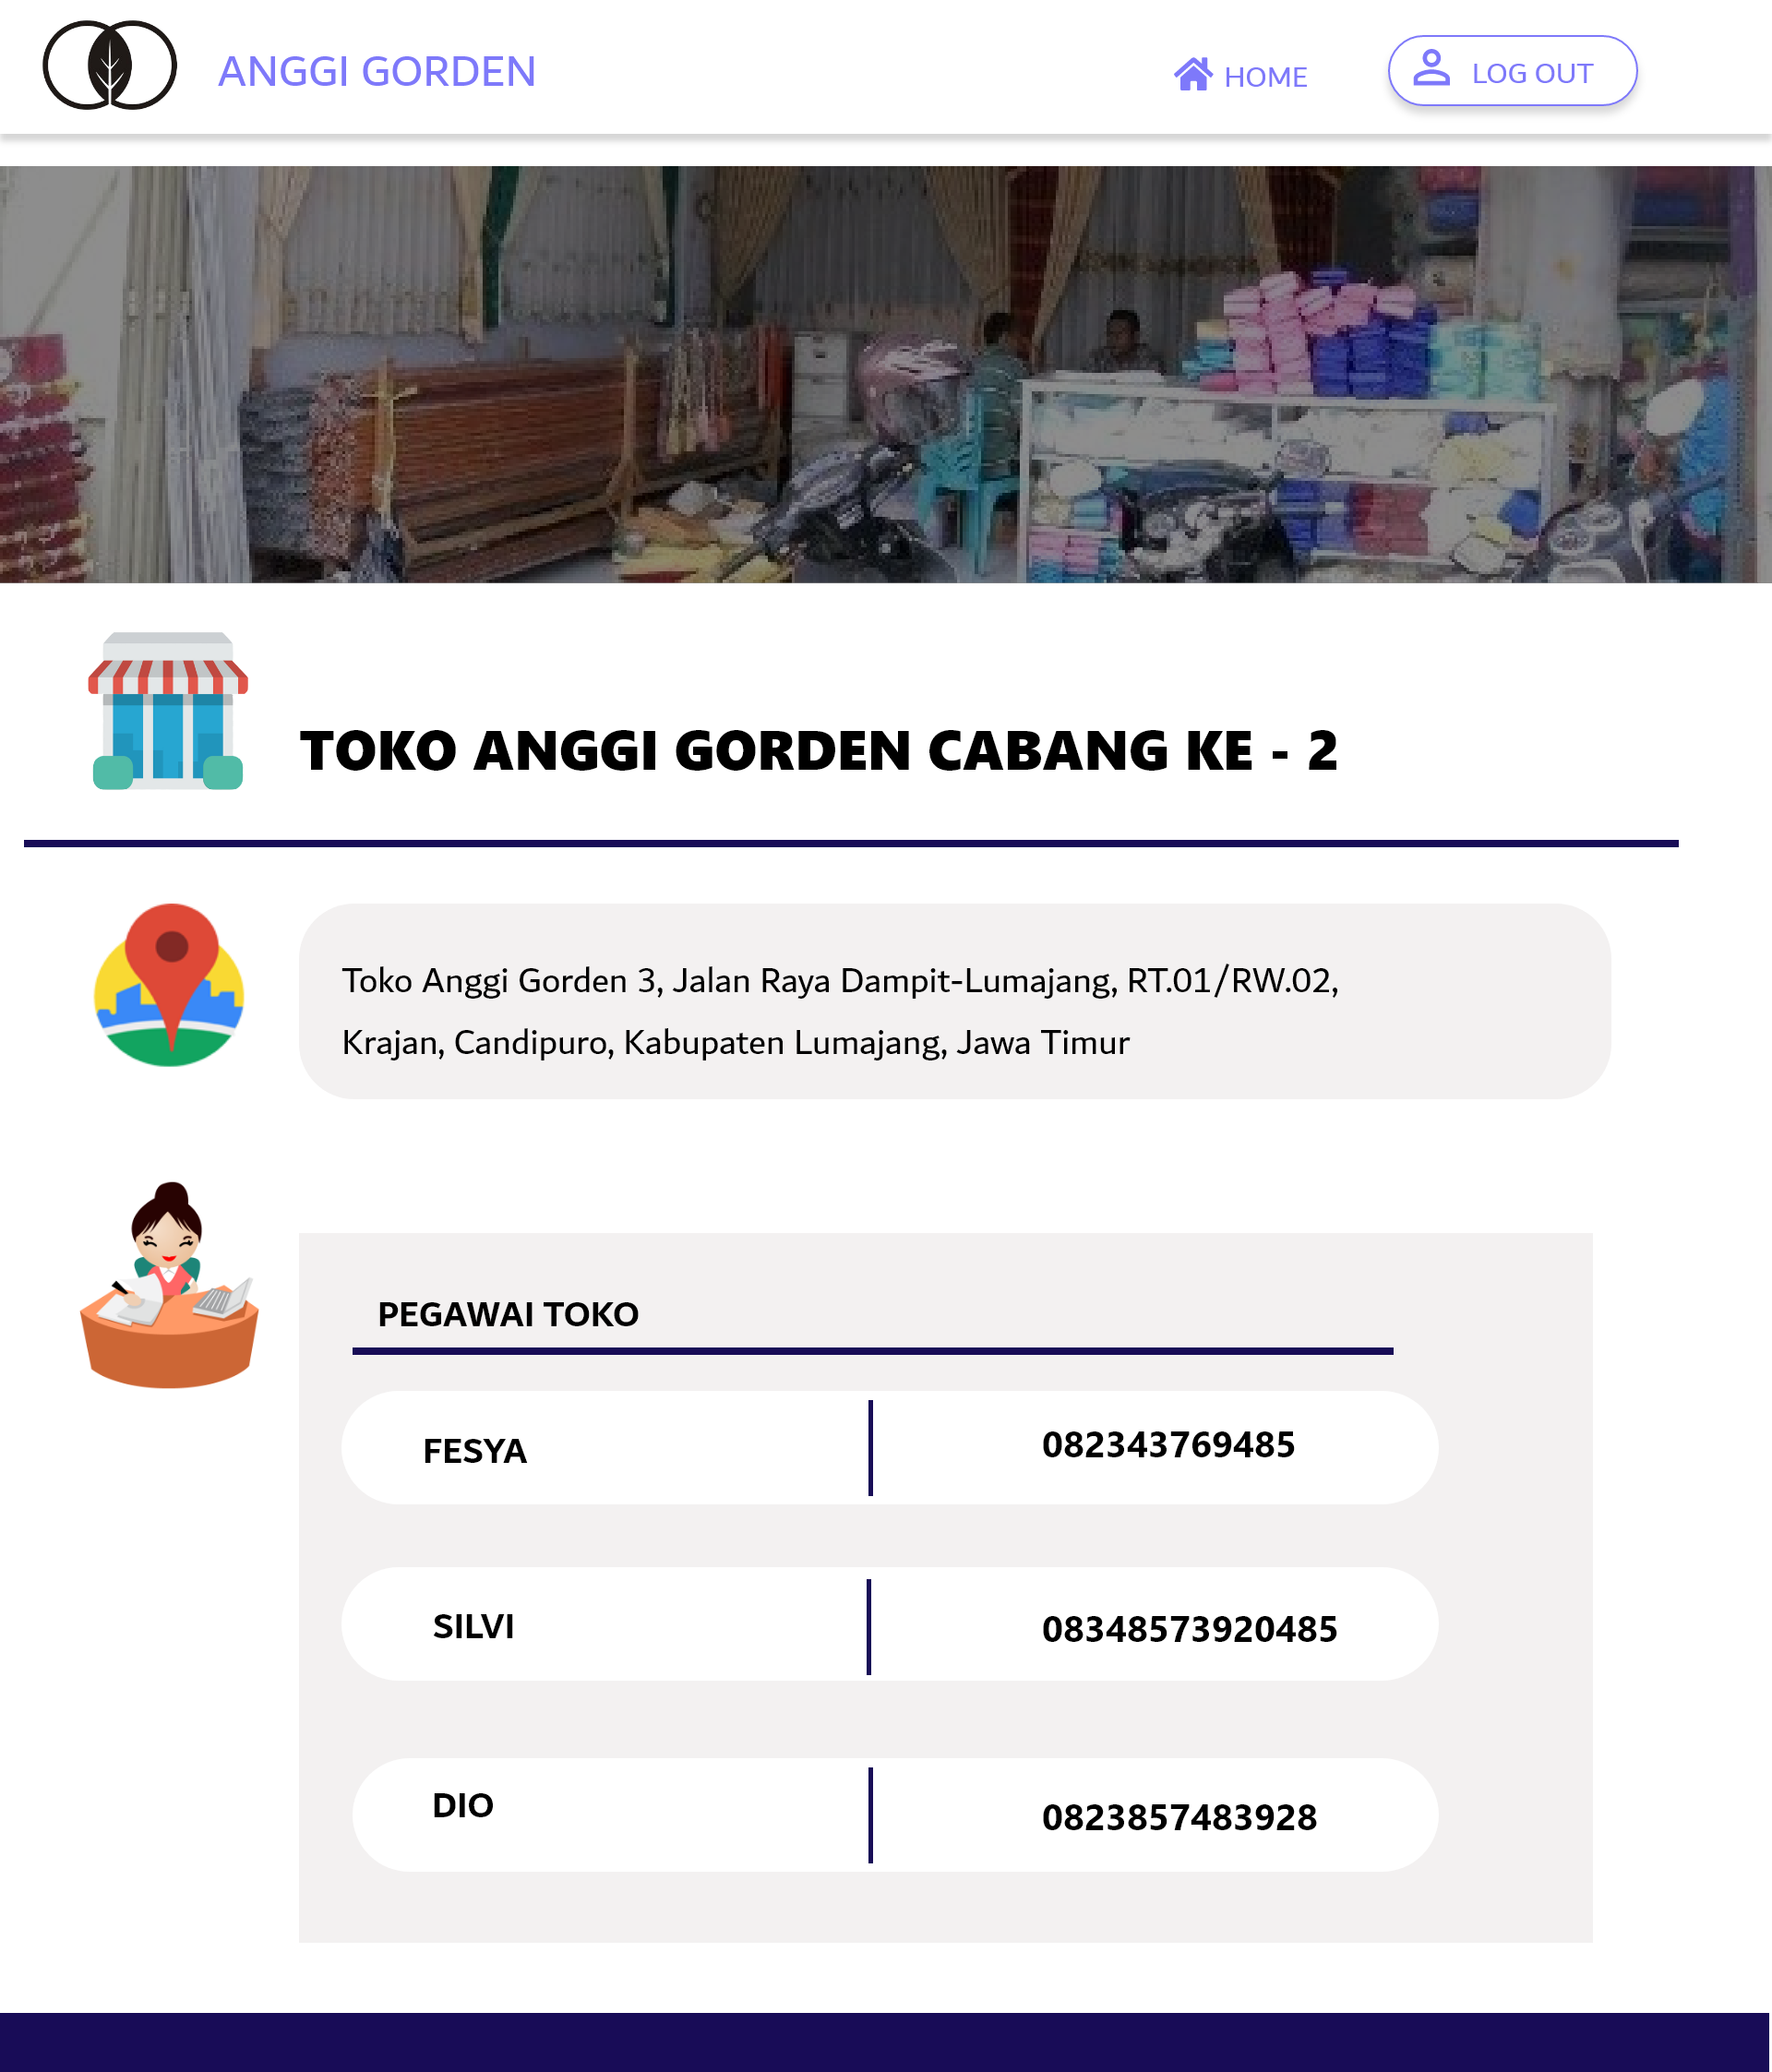 ANGGI GORDEN
HOME
LOG OUT
TOKO ANGGI GORDEN CABANG KE - 2
Toko Anggi Gorden 3, Jalan Raya Dampit-Lumajang, RT.01/RW.02,
Krajan, Candipuro, Kabupaten Lumajang, Jawa Timur
PEGAWAI TOKO
FESYA
082343769485
SILVI
08348573920485
DIO
0823857483928